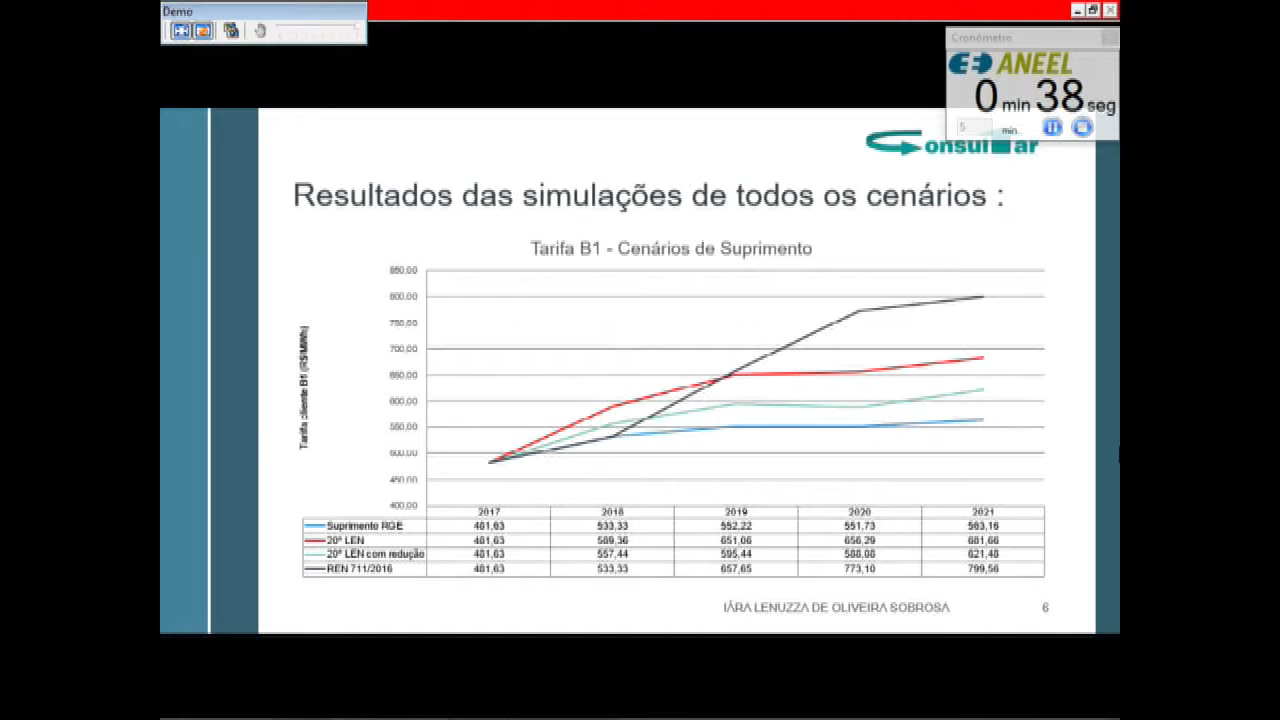 Demo
Cronómetro
ANEEL
0 min 38 seg
5 min.
Resultados das simulações de todos os cenários :
Tarifa B1 - Cenários de Suprimento
Tarifa cliente B1 (R$/MWh)
850,00
800,00
750,00
700,00
650,00
600,00
550,00
500,00
450,00
400,00
2017 2018 2019 2020 2021
Suprimento RGE 481,63 533,33 552,22 551,73 563,16
20º LEN 481,63 589,36 651,06 656,29 681,66
20º LEN com redução 481,63 557,44 595,44 588,08 621,48
REN 711/2016 481,63 533,33 657,65 773,10 799,56
IÂRA LENUZZA DE OLIVEIRA SOBROSA 6